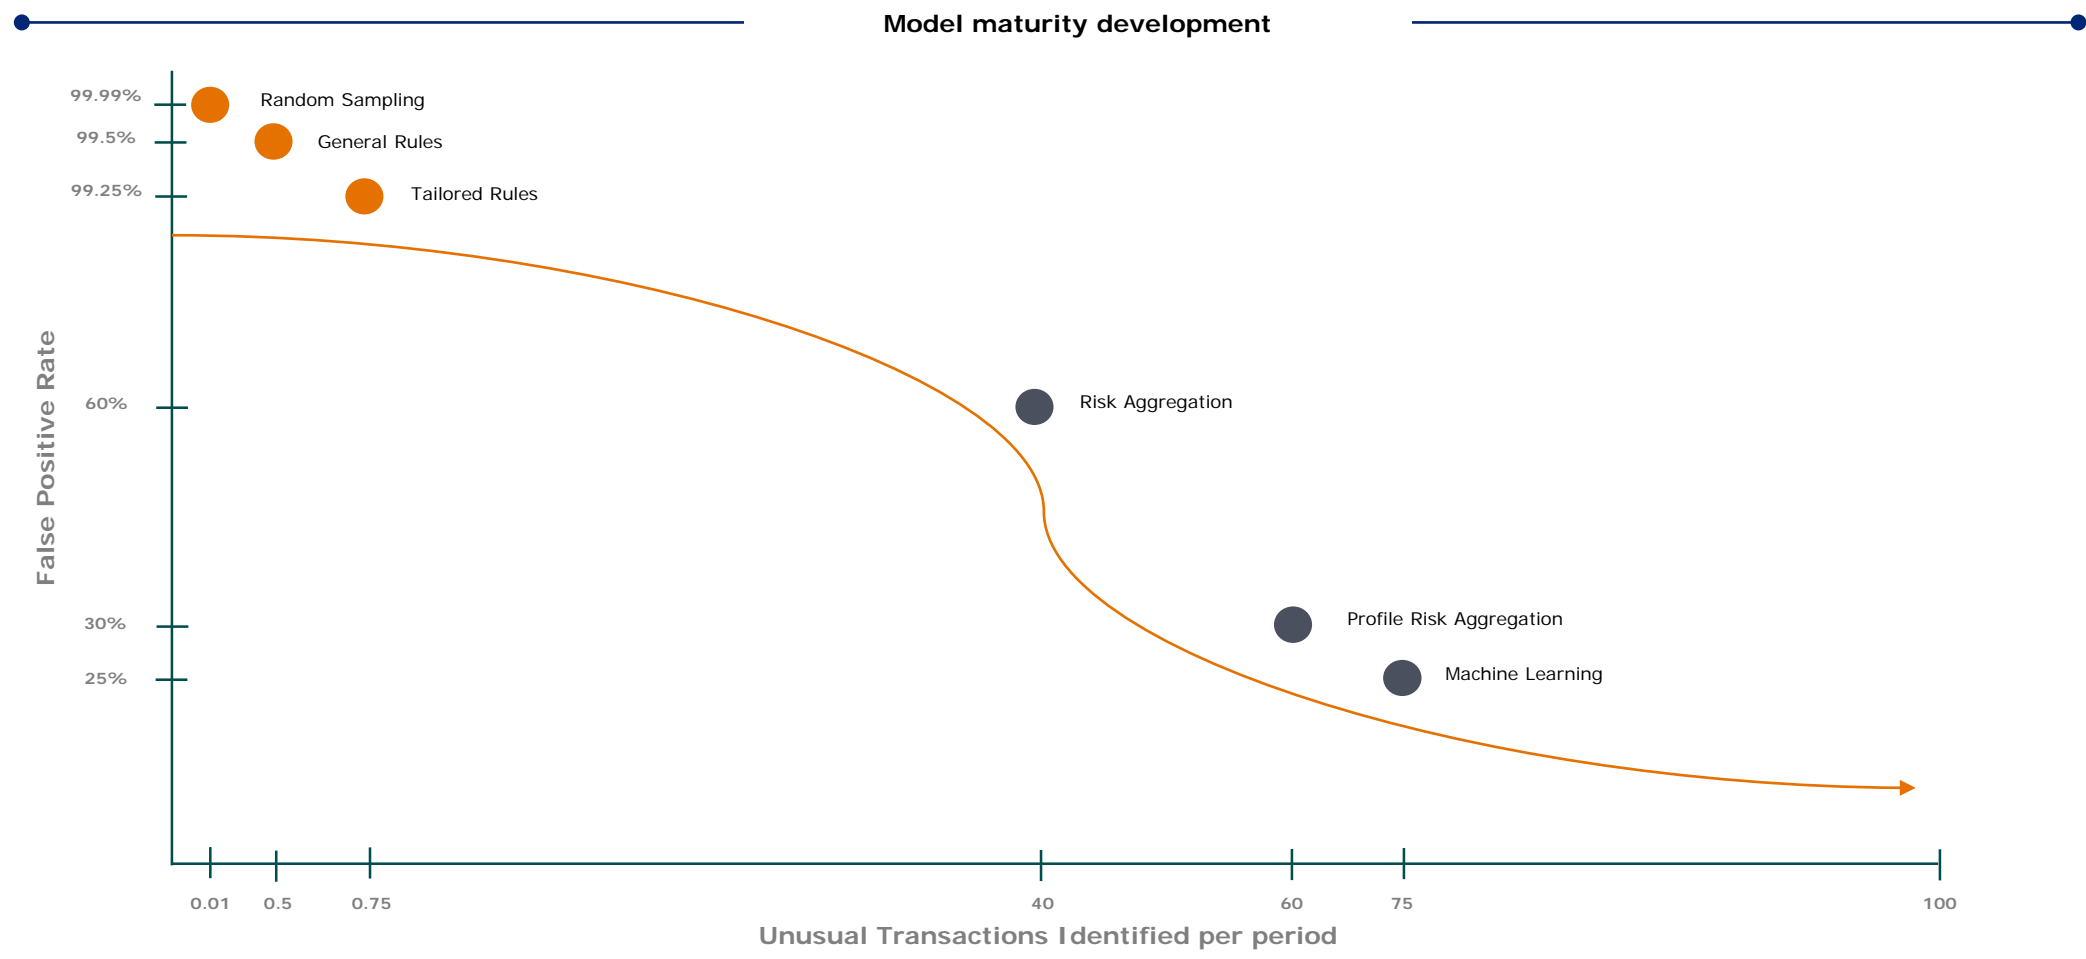 Model maturity development
99.99%
Random Sampling
99.5%
General Rules
99.25%
Tailored Rules
False Positive Rate
60%
Risk Aggregation
30%
Profile Risk Aggregation
25%
Machine Learning
0.01 0.5 0.75 40 60 75 100
Unusual Transactions Identified per period